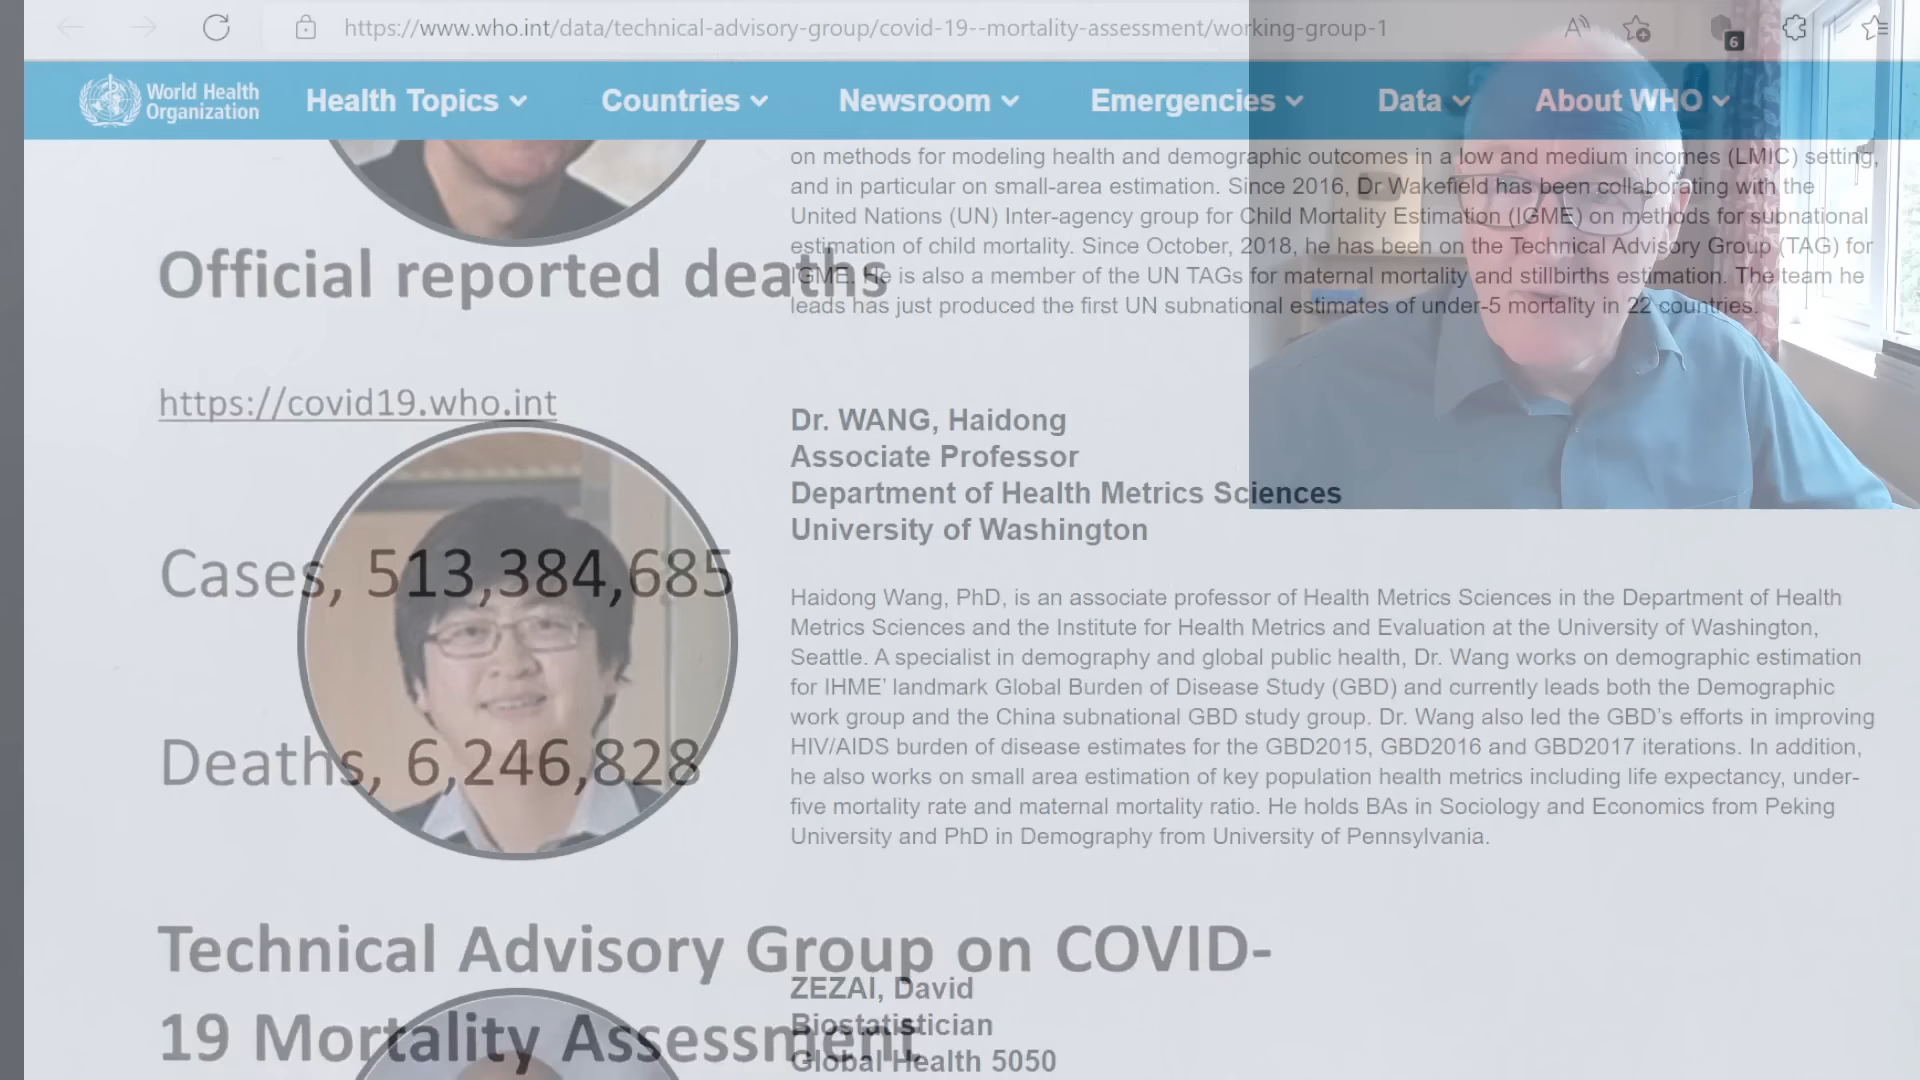 https://www.who.int/data/technical-advisory-group/covid-19--mortality-assessment/working-group-1
6
World Health
Organization
Health Topics
Countries
Newsroom
Emergencies
Data
About WHO
on methods for modeling health and demographic outcomes in a low and medium incomes (LMIC) setting,
and in particular on small-area estimation. Since 2016, Dr Wakefield has been collaborating with the
United Nations (UN) Inter-agency group for Child Mortality Estimation (IGME) on methods for subnational
estimation of child mortality. Since October, 2018, he has been on the Technical Advisory Group (TAG) for
IGME. He is also a member of the UN TAGs for maternal mortality and stillbirths estimation. The team he
leads has just produced the first UN subnational estimates of under-5 mortality in 22 countries.
Official reported deaths
https://covid19.who.int
Dr. WANG, Haidong
Associate Professor
Department of Health Metrics Sciences
University of Washington
Cases, 513,384,685
Deaths, 6,246,828
Haidong Wang, PhD, is an associate professor of Health Metrics Sciences in the Department of Health
Metrics Sciences and the Institute for Health Metrics and Evaluation at the University of Washington,
Seattle. A specialist in demography and global public health, Dr. Wang works on demographic estimation
for IHME’ landmark Global Burden of Disease Study (GBD) and currently leads both the Demographic
work group and the China subnational GBD study group. Dr. Wang also led the GBD’s efforts in improving
HIV/AIDS burden of disease estimates for the GBD2015, GBD2016 and GBD2017 iterations. In addition,
he also works on small area estimation of key population health metrics including life expectancy, under-
five mortality rate and maternal mortality ratio. He holds BAs in Sociology and Economics from Peking
University and PhD in Demography from University of Pennsylvania.
Technical Advisory Group on COVID-
19 Mortality Assessment
ZEZAI, David
Biostatistician
Global Health 5050